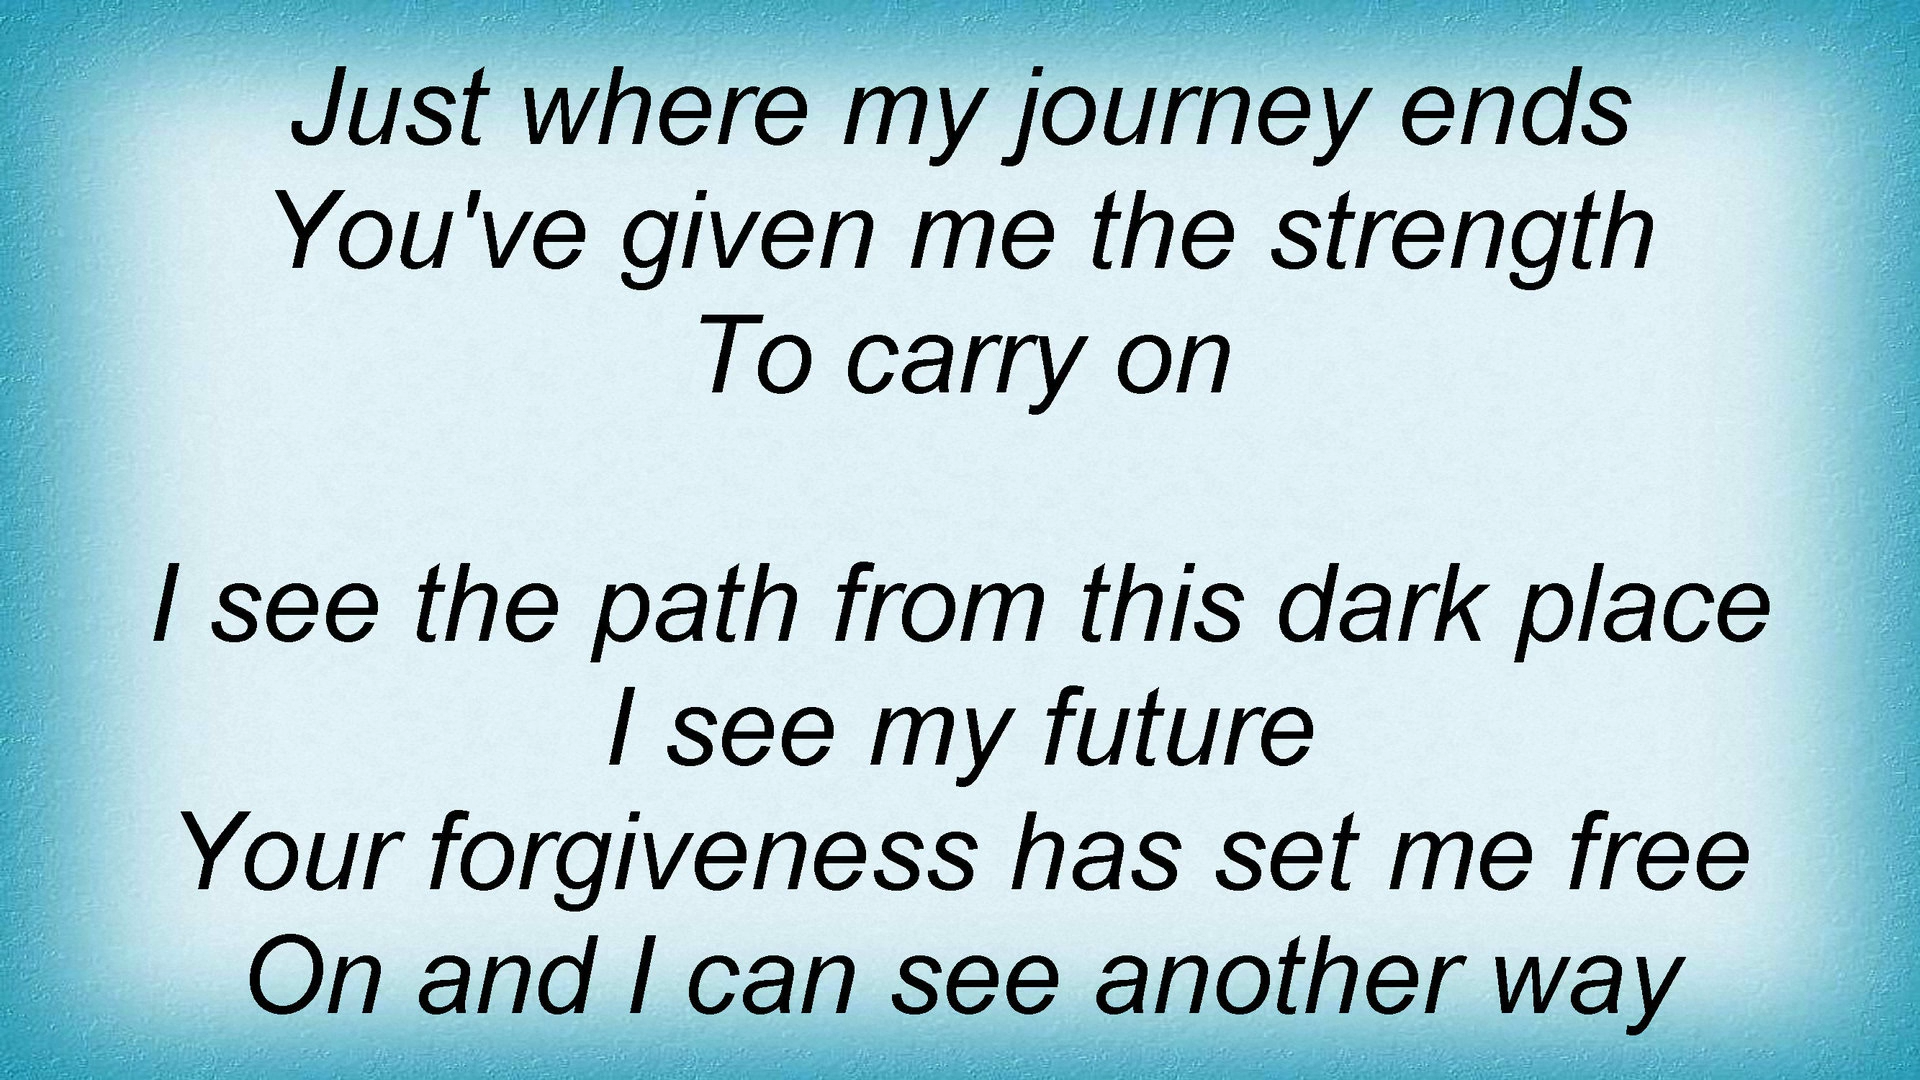 Just where my journey ends
You've given me the strength
To carry on
I see the path from this dark place
I see my future
Your forgiveness has set me free
On and I can see another way